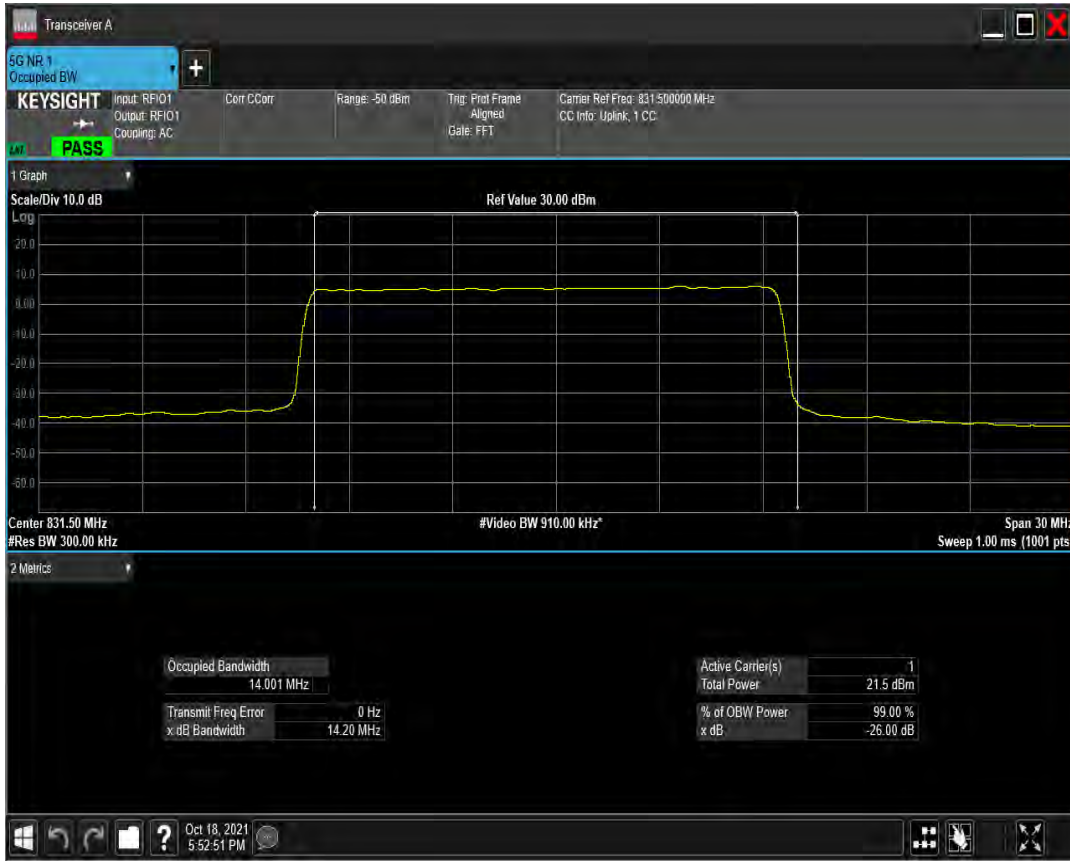 Transceiver A
5G NR 1
Occupied BW
+
KEYSIGHT
Input: RFIO1
Output: RFIO1
Coupling: AC
Corr CCorr
Range: -50 dBm
Trig: Prot Frame
Aligned
Gate: FFT
Carrier Ref Freq: 831.500000 MHz
CC Info: Uplink, 1 CC
PASS
1 Graph
Scale/Div 10.0 dB
Ref Value 30.00 dBm
Log
20.0
10.0
0.00
-10.0
-20.0
-30.0
-40.0
-50.0
-60.0
Center 831.50 MHz
#Video BW 910.00 kHz*
Span 30 MHz
#Res BW 300.00 kHz
Sweep 1.00 ms (1001 pts
2 Metrics
Occupied Bandwidth
14.001 MHz
Transmit Freq Error 0 Hz
x dB Bandwidth 14.20 MHz
Active Carrier(s) 1
Total Power 21.5 dBm
% of OBW Power 99.00 %
x dB -26.00 dB
?
Oct 18, 2021
5:52:51 PM